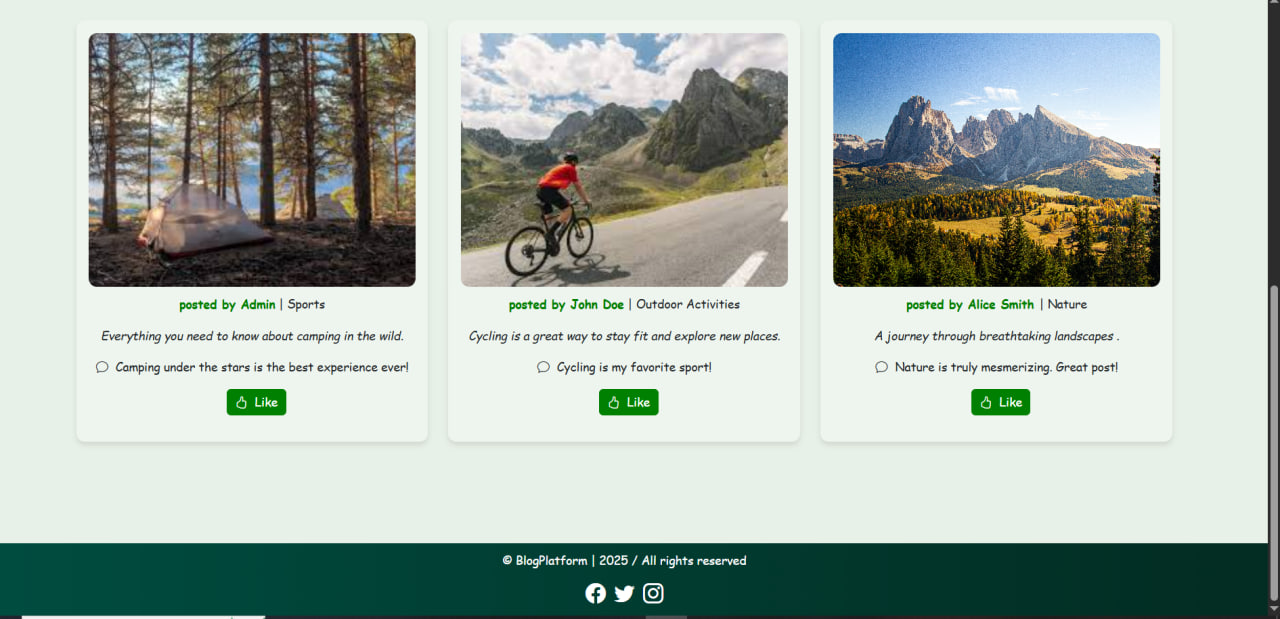 posted by Admin | Sports
Everything you need to know about camping in the wild.
Camping under the stars is the best experience ever!
Like
posted by John Doe | Outdoor Activities
Cycling is a great way to stay fit and explore new places.
Cycling is my favorite sport!
Like
posted by Alice Smith | Nature
A journey through breathtaking landscapes .
Nature is truly mesmerizing. Great post!
Like
© BlogPlatform | 2025 / All rights reserved